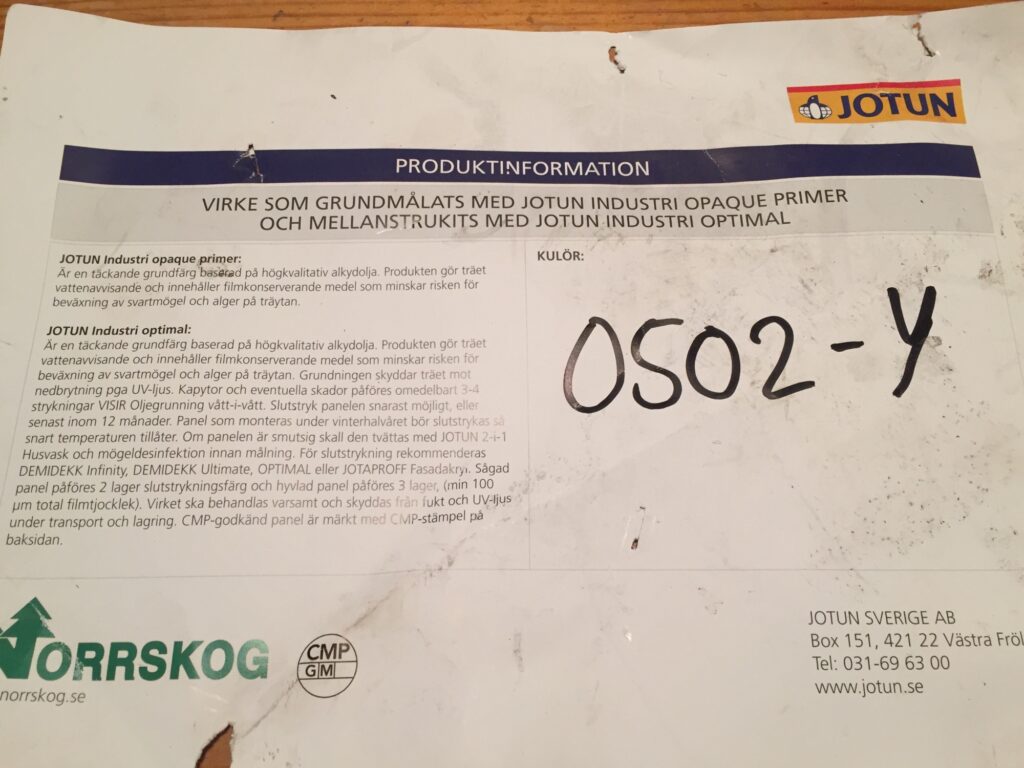 JOTUN
PRODUKTINFORMATION
VIRKE SOM GRUNDMÅLATS MED JOTUN INDUSTRI OPAQUE PRIMER
OCH MELLANSTRUKITS MED JOTUN INDUSTRI OPTIMAL
JOTUN Industri opaque primer:
Är en täckande grundfärg baserad på högkvalitativ alkydolja. Produkten gör träet
vattenavvisande och innehåller filmkonserverande medel som minskar risken för
beväxning av svartmögel och alger på träytan.
JOTUN Industri optimal:
Är en täckande grundfärg baserad på högkvalitativ alkydolja. Produkten gör träet
vattenavvisande och innehåller filmkonserverande medel som minskar risken för
beväxning av svartmögel och alger på träytan. Grundningen skyddar träet mot
nedbrytning pga UV-ljus. Kapytor och eventuella skador påföres omedelbart 3-4
strykningar VISIR Oljegrunning vått-i-vått. Slutstryk panelen snarast möjligt, eller
senast inom 12 månader. Panel som monteras under vinterhalvåret bör slutstrykas så
snart temperaturen tillåter. Om panelen är smutsig skall den tvättas med JOTUN 2-i-1
Husvask och mögeldesinfektion innan målning. För slutstrykning rekommenderas
DEMIDEKK Infinity, DEMIDEKK Ultimate, OPTIMAL eller JOTAPROFF Fasadakryl. Sågad
panel påföres 2 lager slutstrykningsfärg och hyvlad panel påföres 3 lager, (min 100
µm total filmtjocklek). Virket ska behandlas varsamt och skyddas från fukt och UV-ljus
under transport och lagring. CMP-godkänd panel är märkt med CMP-stämpel på
baksidan.
KULÖR:
0502-Y
NORRSKOG
norrskog.se
CMP
GM
JOTUN SVERIGE AB
Box 151, 421 22 Västra Fröl
Tel: 031-69 63 00
www.jotun.se